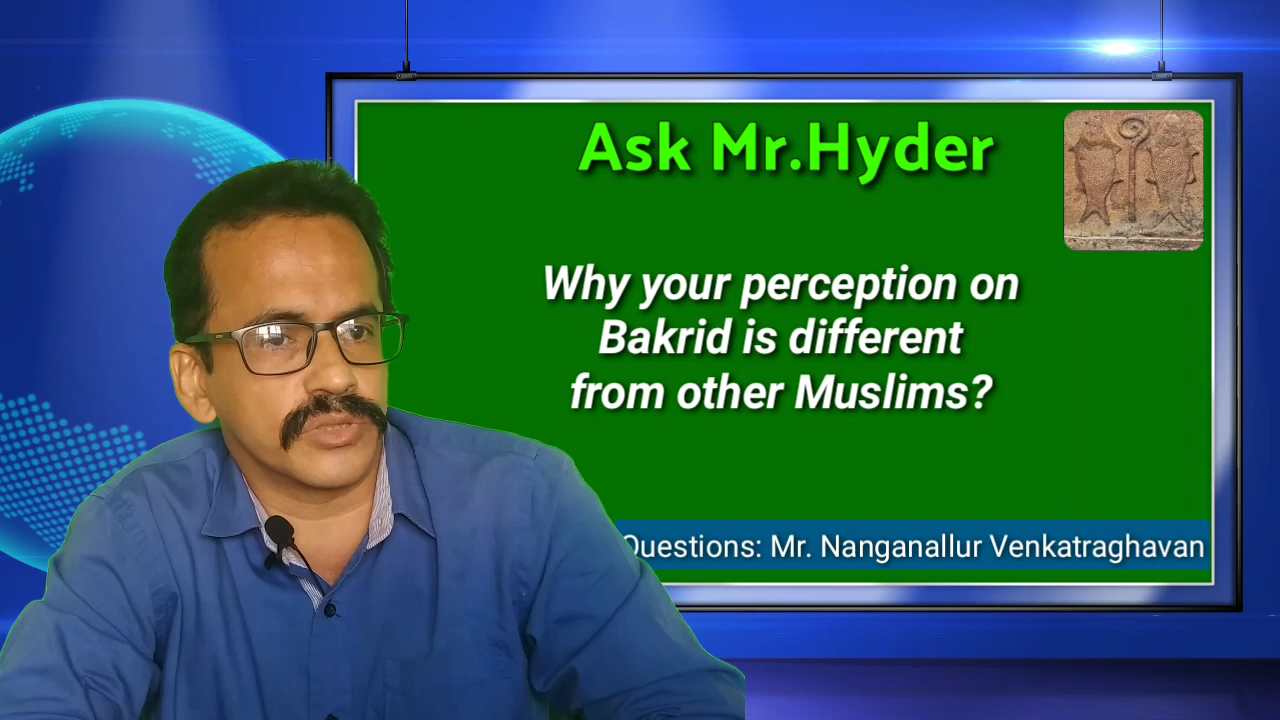 Ask Mr.Hyder
Why your perception on
Bakrid is different
from other Muslims?
Questions: Mr. Nanganallur Venkatraghavan